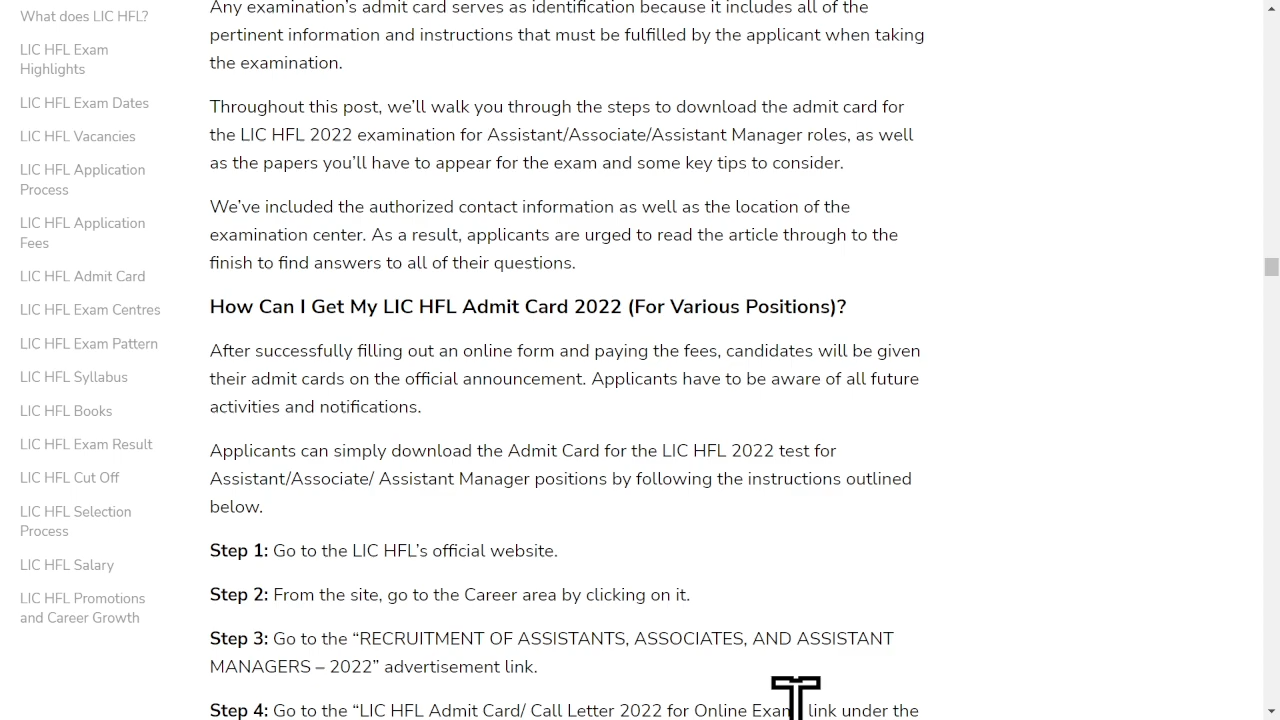 What does LIC HFL?
LIC HFL Exam
Highlights
LIC HFL Exam Dates
LIC HFL Vacancies
LIC HFL Application
Process
LIC HFL Application
Fees
LIC HFL Admit Card
LIC HFL Exam Centres
LIC HFL Exam Pattern
LIC HFL Syllabus
LIC HFL Books
LIC HFL Exam Result
LIC HFL Cut Off
LIC HFL Selection
Process
LIC HFL Salary
LIC HFL Promotions
and Career Growth
Any examination’s admit card serves as identification because it includes all of the
pertinent information and instructions that must be fulfilled by the applicant when taking
the examination.
Throughout this post, we’ll walk you through the steps to download the admit card for
the LIC HFL 2022 examination for Assistant/Associate/Assistant Manager roles, as well
as the papers you’ll have to appear for the exam and some key tips to consider.
We’ve included the authorized contact information as well as the location of the
examination center. As a result, applicants are urged to read the article through to the
finish to find answers to all of their questions.
How Can I Get My LIC HFL Admit Card 2022 (For Various Positions)?
After successfully filling out an online form and paying the fees, candidates will be given
their admit cards on the official announcement. Applicants have to be aware of all future
activities and notifications.
Applicants can simply download the Admit Card for the LIC HFL 2022 test for
Assistant/Associate/ Assistant Manager positions by following the instructions outlined
below.
Step 1: Go to the LIC HFL’s official website.
Step 2: From the site, go to the Career area by clicking on it.
Step 3: Go to the “RECRUITMENT OF ASSISTANTS, ASSOCIATES, AND ASSISTANT
MANAGERS – 2022” advertisement link.
Step 4: Go to the “LIC HFL Admit Card/ Call Letter 2022 for Online Exam link under the